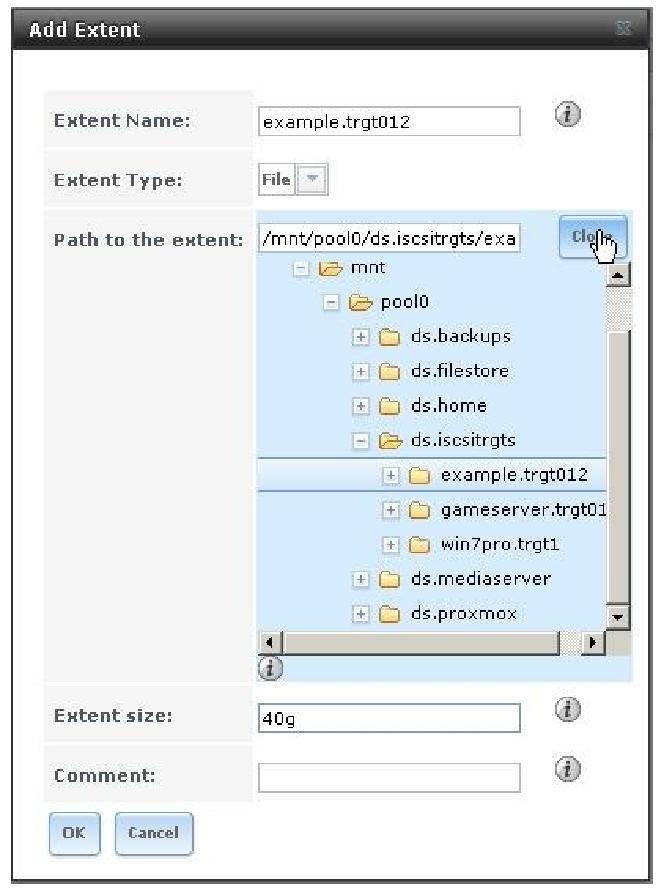 Add Extent
Extent Name:
example.trgt012
Extent Type:
File
Path to the extent:
/mnt/pool0/ds.iscsitrgts/exa
mnt
pool0
ds.backups
ds.filestore
ds.home
ds.iscsitrgts
example.trgt012
gameserver.trgt01
win7pro.trgt1
ds.mediaserver
ds.proxmox
Extent size:
40g
Comment:
OK
Cancel